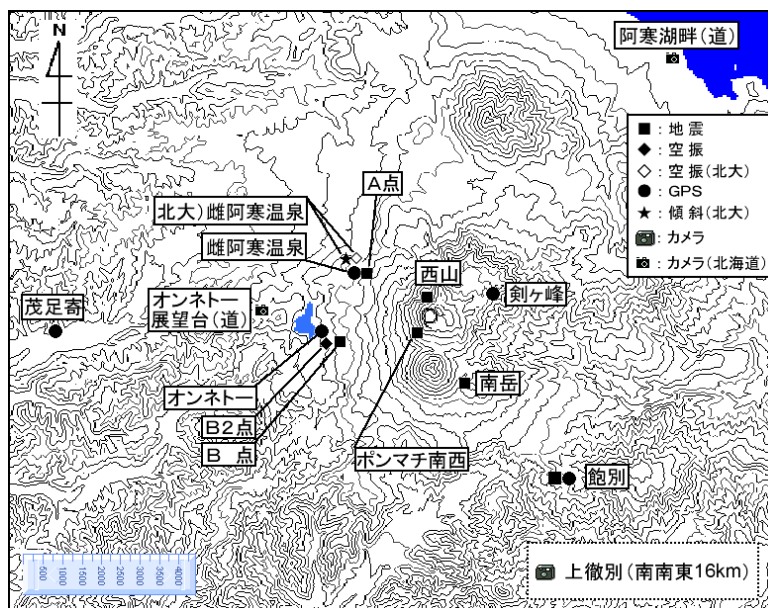 阿寒湖畔(道)
N
■ : 地 震
◆ : 空 振
◇ : 空 振(北大)
● : GPS
★ : 傾 斜(北大)
: カメラ
: カメラ(北海道)
A点
北大)雌阿寒温泉
雌阿寒温泉
西山
剣ヶ峰
茂足寄
オンネトー
展望台(道)
南岳
オンネトー
B2点
B 点
ポンマチ南西
飽別
500
1000
1500
2000
2500
3000
3500
4000
上徹別(南南東16km)